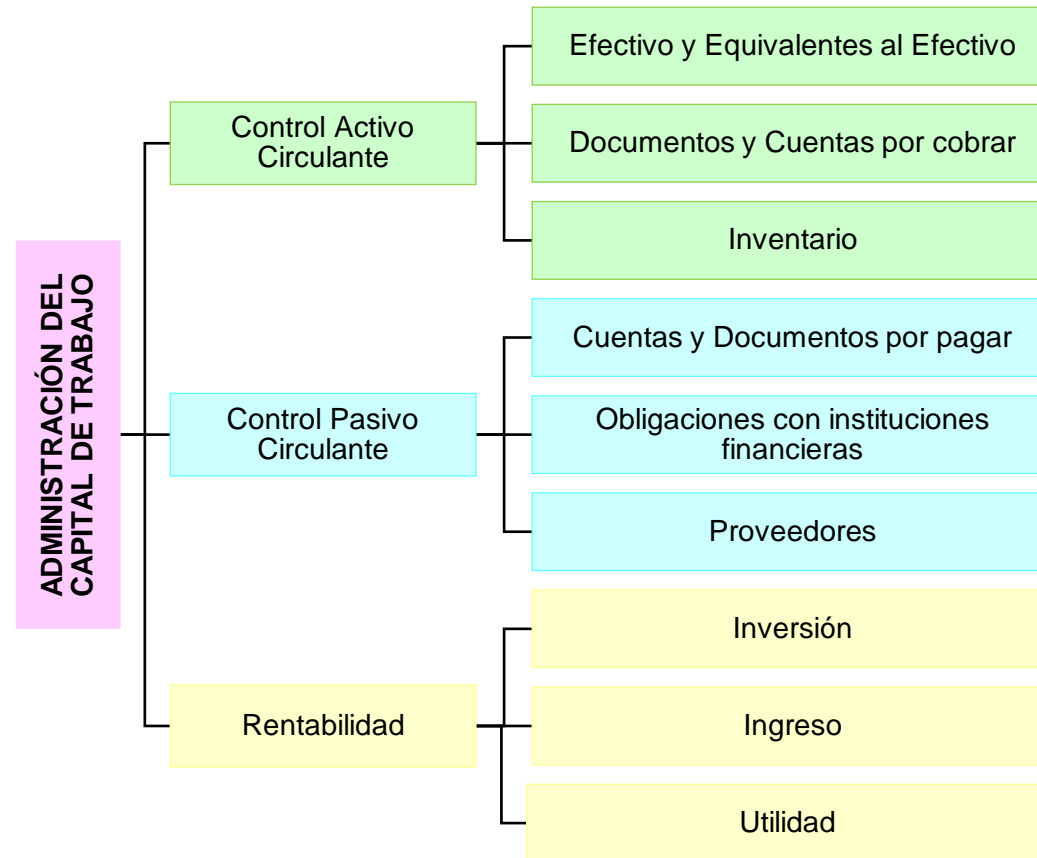 ADMINISTRACIÓN DEL
CAPITAL DE TRABAJO
Control Activo
Circulante
Efectivo y Equivalentes al Efectivo
Documentos y Cuentas por cobrar
Inventario
Control Pasivo
Circulante
Cuentas y Documentos por pagar
Obligaciones con instituciones
financieras
Proveedores
Rentabilidad
Inversión
Ingreso
Utilidad